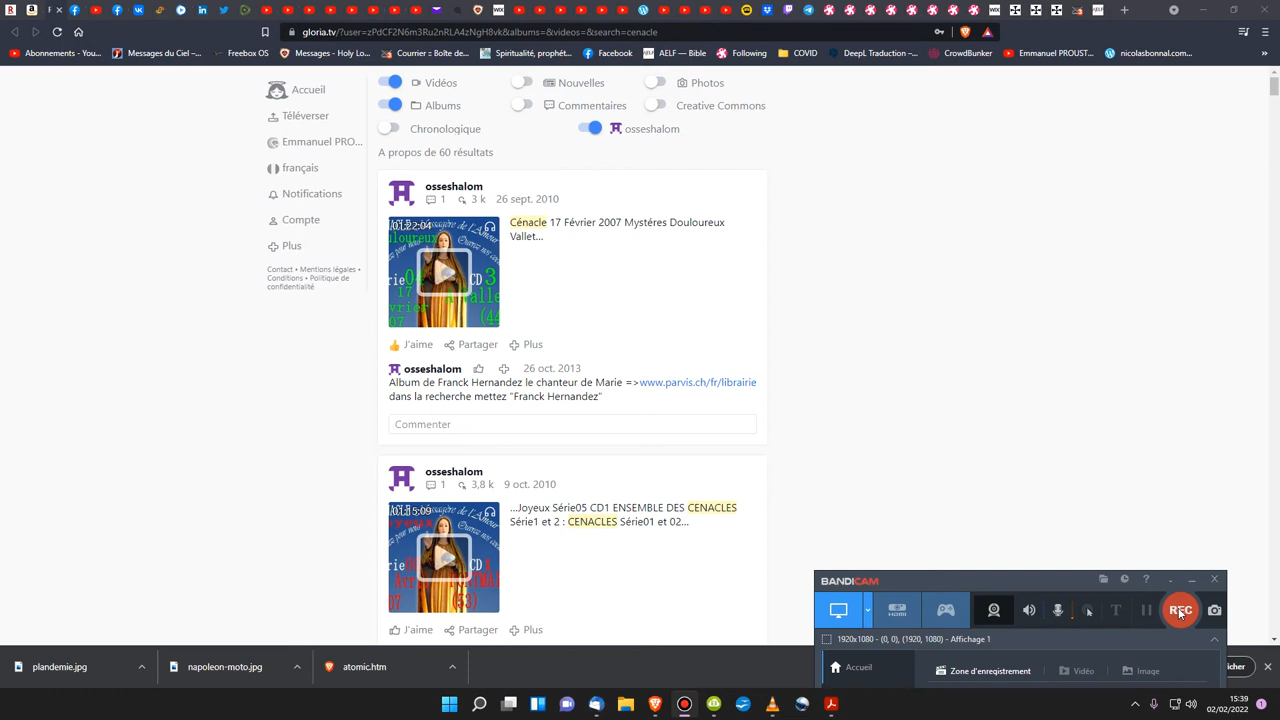 gloria.tv/?user=zPdCF2N6m3Ru2nRLA4zNgH8vk&albums=&videos=&search=cenacle
Abonnements - Holy Lo... Messages du Ciel –... Freebox OS Messages - Holy Lo... Courrier = Boîte de... Spiritualité, prophét... Facebook AELF — Bible Following COVID DeepL Traduction –... CrowdBunker Emmanuel PROUST... nicolasbonnal.com...
Accueil
Téléverser
Emmanuel PRO...
français
Notifications
Compte
Plus
Contact • Mentions légales •
Conditions • Politique de
confidentialité
Vidéos Nouvelles Photos
Albums Commentaires Creative Commons
Chronologique osseshalom
A propos de 60 résultats
osseshalom
1 3 k 26 sept. 2010
01:22:04
Cénacle 17 Février 2007 Mystéres Douloureux
Vallet...
J'aime Partager Plus
osseshalom 26 oct. 2013
Album de Franck Hernandez le chanteur de Marie =>www.parvis.ch/fr/librairie
dans la recherche mettez "Franck Hernandez"
Commenter
osseshalom
1 3,8 k 9 oct. 2010
01:15:09
...Joyeux Série05 CD1 ENSEMBLE DES CENACLES
Série1 et 2 : CENACLES Série01 et 02...
J'aime Partager Plus
BANDICAM
HDMI
REC
1920x1080 - (0, 0), (1920, 1080) - Affichage 1
Accueil Zone d'enregistrement Vidéo Image
plandemie.jpg napoleon-moto.jpg atomic.htm
15:39
02/02/2022